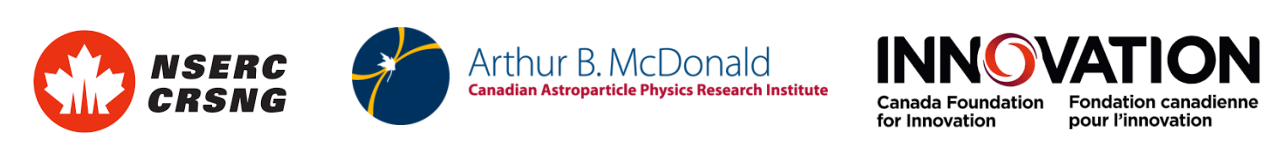 NSERC
CRSNG
Arthur B. McDonald
Canadian Astroparticle Physics Research Institute
INNOVATION
Canada Foundation
for Innovation
Fondation canadienne
pour l'innovation